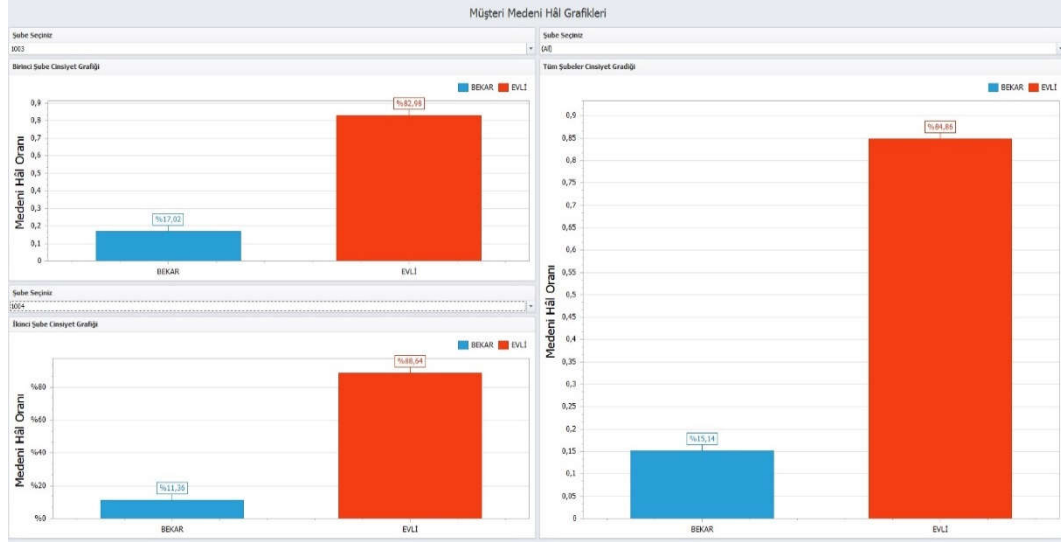 Müşteri Medeni Hâl Grafikleri
Şube Seçiniz
1003
Birinci Şube Cinsiyet Grafiği
BEKAR EVLİ
Medeni Hâl Oranı
0,9
0,8
0,7
0,6
0,5
0,4
0,3
0,2
0,1
0
%17,02
%82,98
BEKAR
EVLİ
Şube Seçiniz
1004
İkinci Şube Cinsiyet Grafiği
BEKAR EVLİ
Medeni Hâl Oranı
%80
%60
%40
%20
%0
%11,36
%88,64
BEKAR
EVLİ
Şube Seçiniz
(All)
Tüm Şubeler Cinsiyet Gradiği
BEKAR EVLİ
Medeni Hâl Oranı
0,9
0,85
0,8
0,75
0,7
0,65
0,6
0,55
0,5
0,45
0,4
0,35
0,3
0,25
0,2
0,15
0,1
0,05
0
%15,14
%84,86
BEKAR
EVLİ